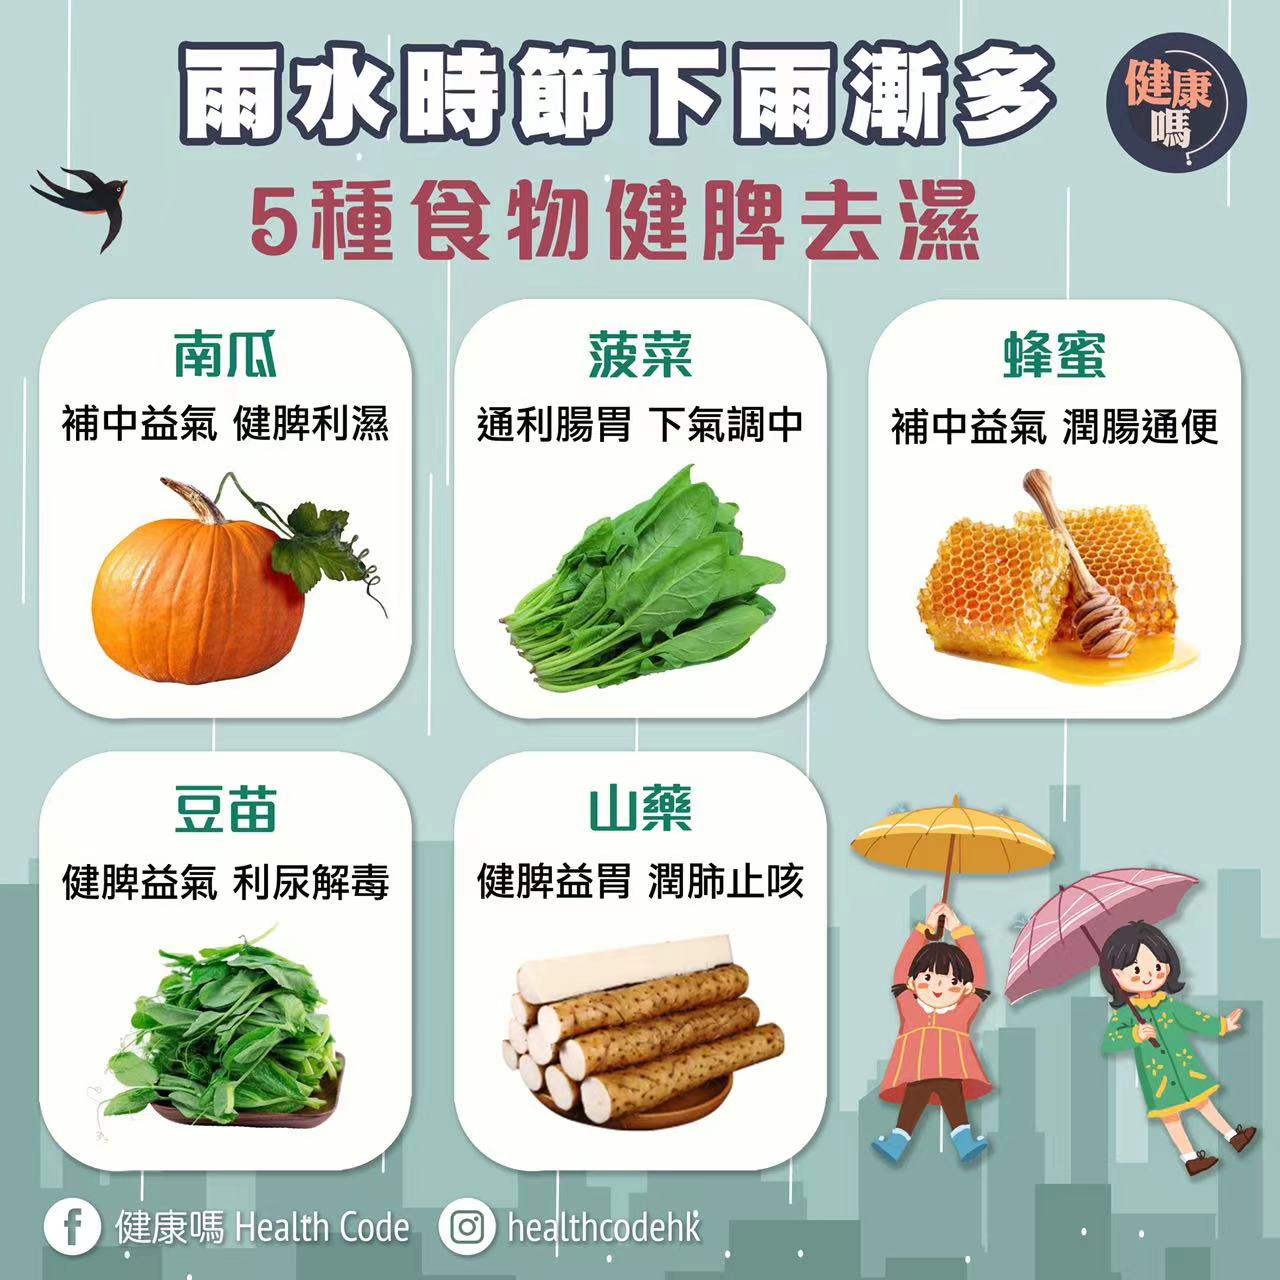 雨水時節下雨漸多
健康
嗎?
5種食物健脾去濕
南瓜
補中益氣 健脾利濕
菠菜
通利腸胃 下氣調中
蜂蜜
補中益氣 潤腸通便
豆苗
健脾益氣 利尿解毒
山藥
健脾益胃 潤肺止咳
健康嗎 Health Code
healthcodehk